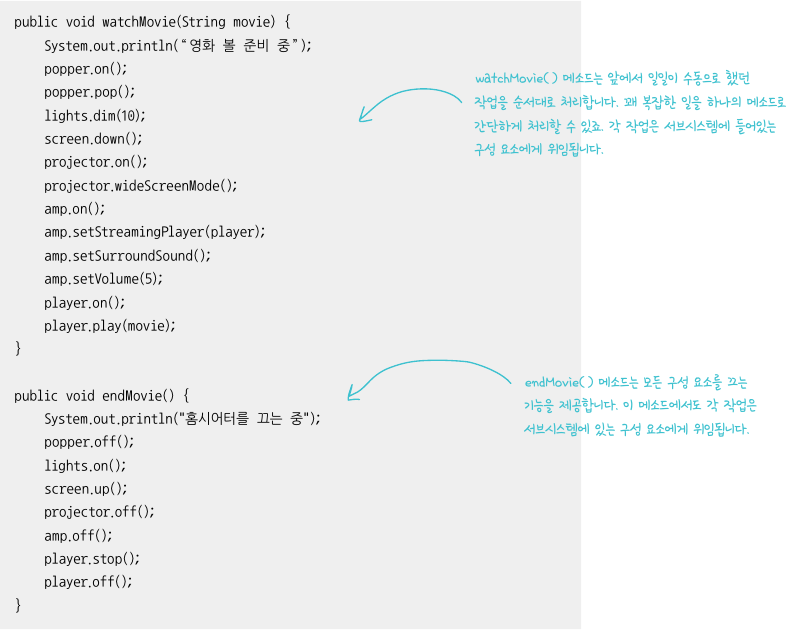 public void watchMovie(String movie) {
System.out.println(“영화 볼 준비 중”);
popper.on();
popper.pop();
lights.dim(10);
screen.down();
projector.on();
projector.wideScreenMode();
amp.on();
amp.setStreamingPlayer(player);
amp.setSurroundSound();
amp.setVolume(5);
player.on();
player.play(movie);
}
watchMovie() 메소드는 앞에서 일일이 수동으로 했던
작업을 순서대로 처리합니다. 꽤 복잡한 일을 하나의 메소드로
간단하게 처리할 수 있죠. 각 작업은 서브시스템에 들어있는
구성 요소에게 위임됩니다.
public void endMovie() {
System.out.println("홈시어터를 끄는 중");
popper.off();
lights.on();
screen.up();
projector.off();
amp.off();
player.stop();
player.off();
}
endMovie() 메소드는 모든 구성 요소를 끄는
기능을 제공합니다. 이 메소드에서도 각 작업은
서브시스템에 있는 구성 요소에게 위임됩니다.